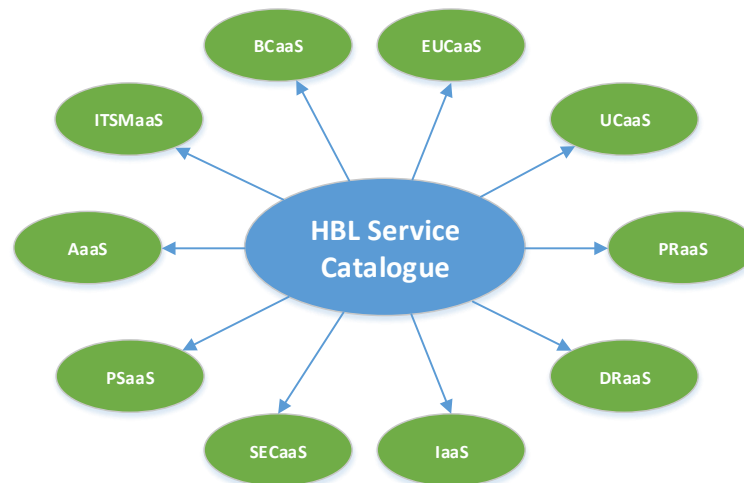 BCaaS
EUCaaS
ITSMaaS
UCaaS
HBL Service
Catalogue
AaaS
PRaaS
PSaaS
DRaaS
SECaaS
IaaS